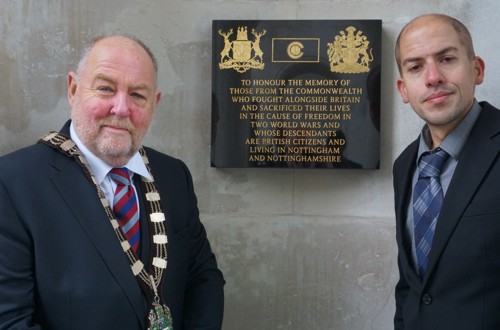 TO HONOUR THE MEMORY OF
THOSE FROM THE COMMONWEALTH
WHO FOUGHT ALONGSIDE BRITAIN
AND SACRIFICED THEIR LIVES
IN THE CAUSE OF FREEDOM IN
TWO WORLD WARS AND
WHOSE DESCENDANTS
ARE BRITISH CITIZENS AND
LIVING IN NOTTINGHAM
AND NOTTINGHAMSHIRE